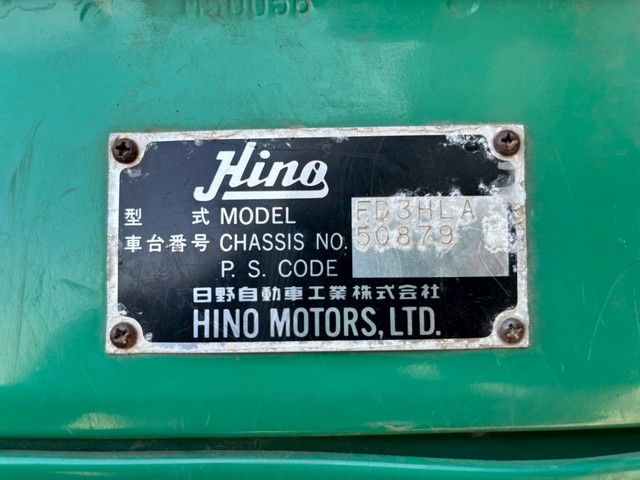 Hino
型 式 MODEL FD3HLA
車台番号 CHASSIS NO. 50879
P. S. CODE
日野自動車工業株式会社
HINO MOTORS, LTD.